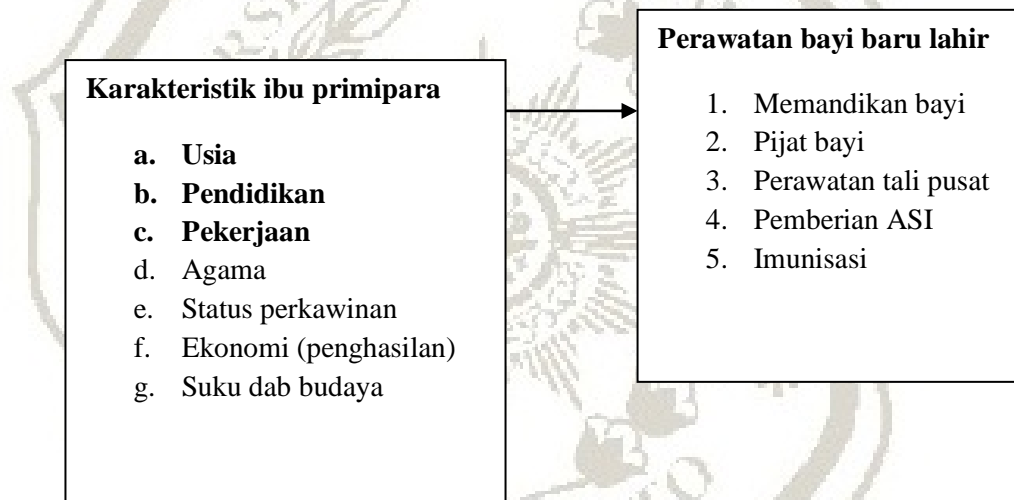 Karakteristik ibu primipara
a. Usia
b. Pendidikan
c. Pekerjaan
d. Agama
e. Status perkawinan
f. Ekonomi (penghasilan)
g. Suku dab budaya
Perawatan bayi baru lahir
1. Memandikan bayi
2. Pijat bayi
3. Perawatan tali pusat
4. Pemberian ASI
5. Imunisasi